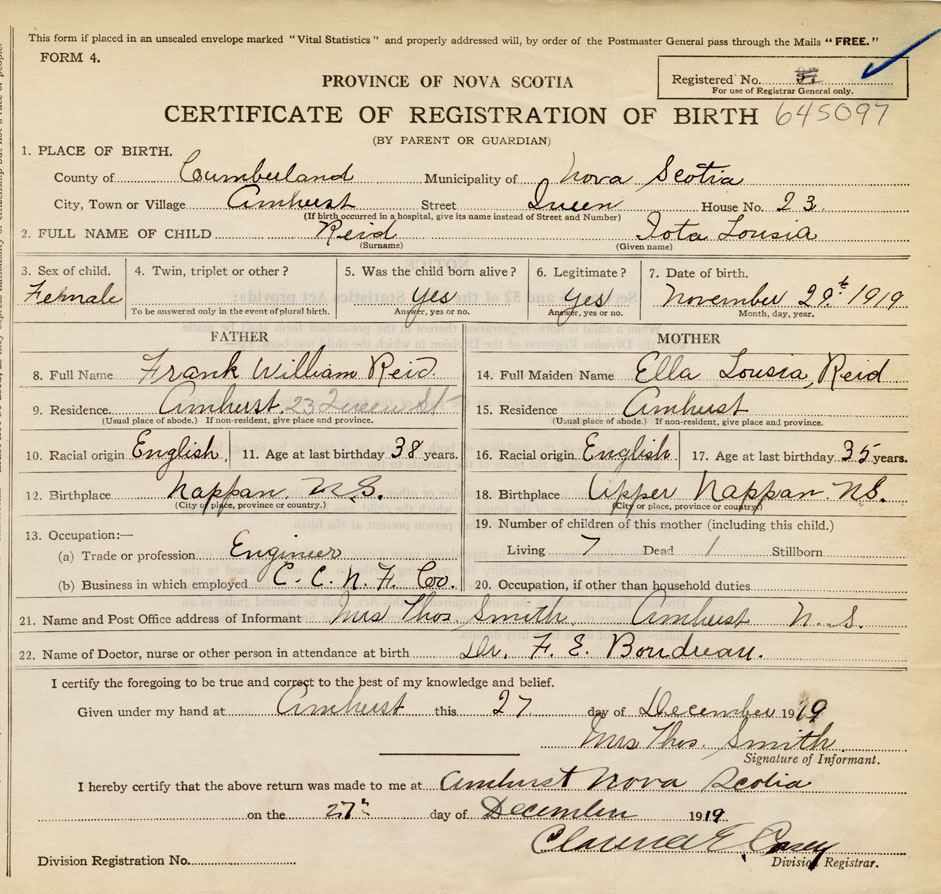 This form if placed in an unsealed envelope marked "Vital Statistics" and properly addressed will, by order of the Postmaster General pass through the Mails "FREE."
FORM 4.
Registered No.
For use of Registrar General only.
PROVINCE OF NOVA SCOTIA
CERTIFICATE OF REGISTRATION OF BIRTH 645097
(BY PARENT OR GUARDIAN)
1. PLACE OF BIRTH.
County of Cumberland Municipality of Nova Scotia
City, Town or Village Amherst Street Queen House No. 23.
(If birth occurred in a hospital, give its name instead of Street and Number)
2. FULL NAME OF CHILD Reid Iota Lousia
(Surname) (Given name)
3. Sex of child. 4. Twin, triplet or other? 5. Was the child born alive? 6. Legitimate? 7. Date of birth.
Female yes yes November 29th 1919
To be answered only in the event of plural birth. Answer, yes or no. Answer, yes or no. Month, day, year.
FATHER MOTHER
8. Full Name Frank William Reid. 14. Full Maiden Name Ella Lousia Reid
9. Residence. Amherst. 23 Queen St 15. Residence Amherst
(Usual place of abode.) If non-resident, give place and province. (Usual place of abode.) If non-resident, give place and province.
10. Racial origin English. 11. Age at last birthday 38 years. 16. Racial origin English. 17. Age at last birthday 35 years.
12. Birthplace Nappan. N.S. 18. Birthplace Upper Nappan. N.S.
(City or place, province or country.) (City or place, province or country)
19. Number of children of this mother (including this child.)
13. Occupation:—
(a) Trade or profession Engineer Living 7 Dead 1 Stillborn
(b) Business in which employed C. C. N. F. Coo. 20. Occupation, if other than household duties
21. Name and Post Office address of Informant Mrs Thos. Smith Amherst N.S.
22. Name of Doctor, nurse or other person in attendance at birth Dr. F. E. Boudreau.
I certify the foregoing to be true and correct to the best of my knowledge and belief.
Given under my hand at Amherst this 27 day of December 1919
Mrs Thos. Smith
Signature of Informant.
I hereby certify that the above return was made to me at Amherst Nova Scotia
on the 27th day of December 1919.
Clarence E. Casey
Division Registration No. Division Registrar.